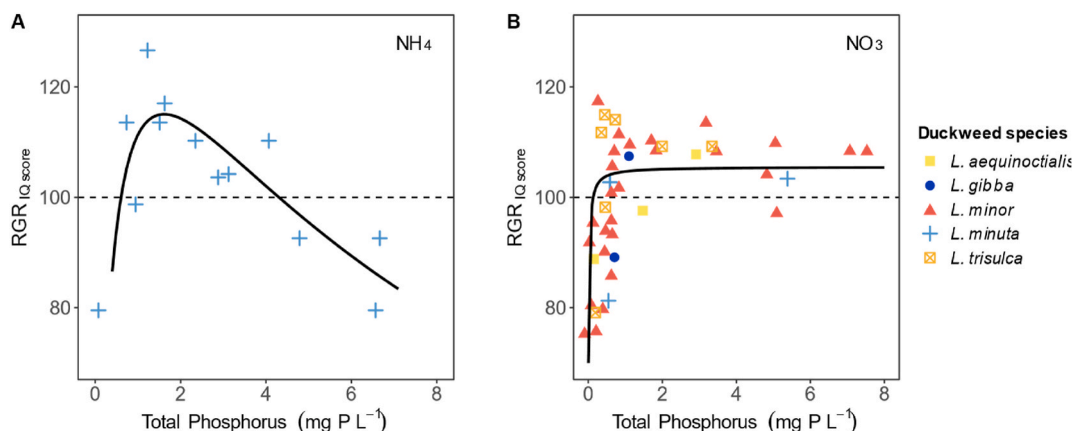 A
NH4
120
100
80
RGR IQ score
0 2 4 6 8
Total Phosphorus (mg P L−1)
B
NO3
120
100
80
RGR IQ score
0 2 4 6 8
Total Phosphorus (mg P L−1)
Duckweed species
L. aequinoctialis
L. gibba
L. minor
L. minuta
L. trisulca